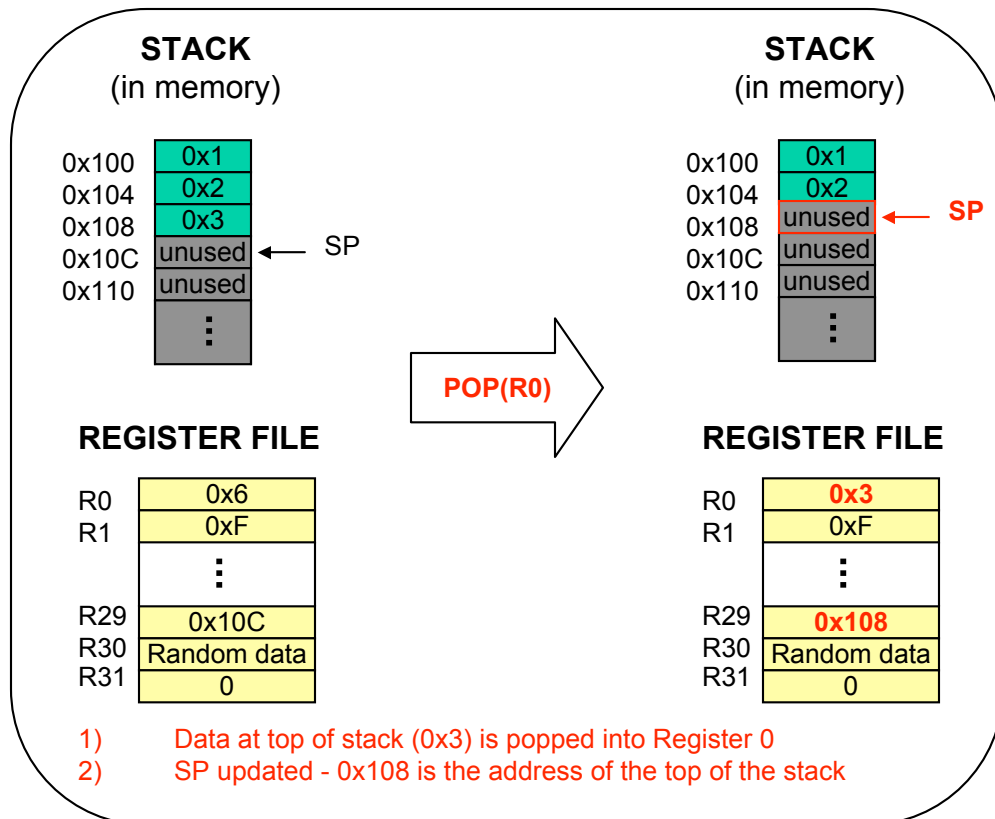 STACK
(in memory)
0x100 0x1
0x104 0x2
0x108 0x3
0x10C unused SP
0x110 unused
⋮
REGISTER FILE
R0 0x6
R1 0xF
⋮
R29 0x10C
R30 Random data
R31 0
POP(R0)
STACK
(in memory)
0x100 0x1
0x104 0x2
0x108 unused SP
0x10C unused
0x110 unused
⋮
REGISTER FILE
R0 0x3
R1 0xF
⋮
R29 0x108
R30 Random data
R31 0
1) Data at top of stack (0x3) is popped into Register 0
2) SP updated - 0x108 is the address of the top of the stack